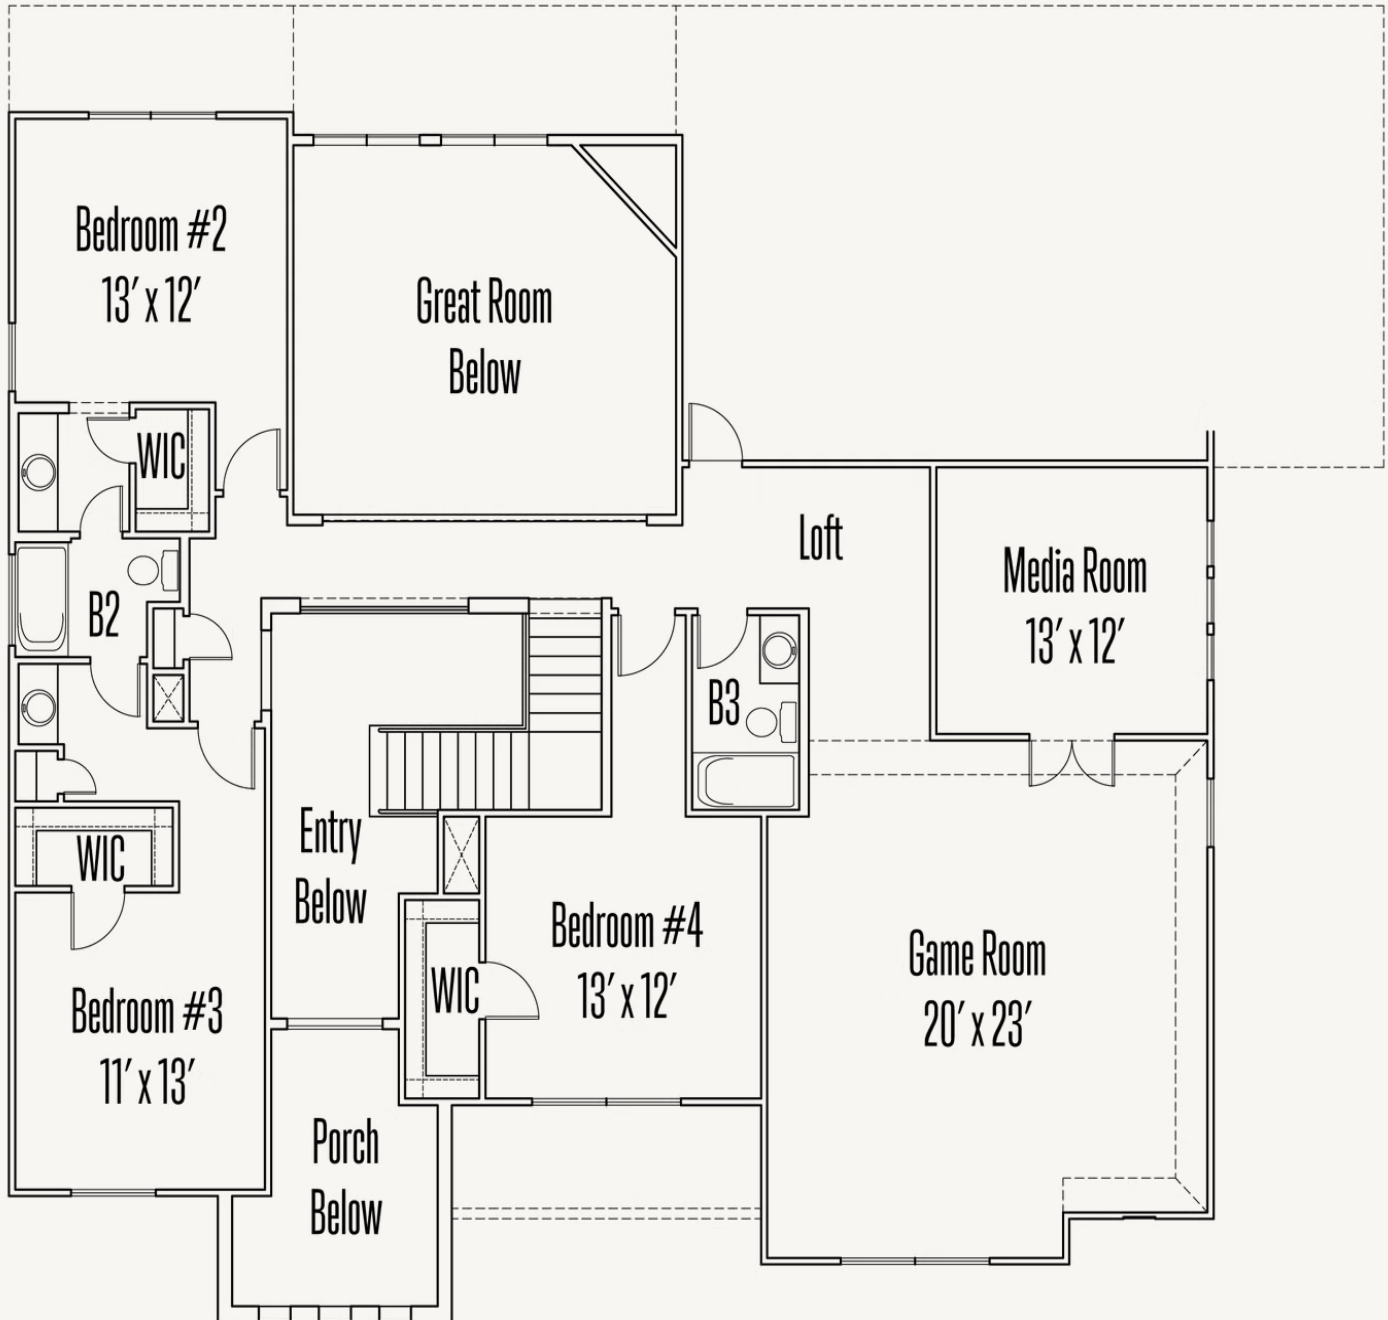 Bedroom #2
13' x 12'
Great Room
Below
WIC
Loft
Media Room
13' x 12'
B2
B3
Entry
Below
WIC
Bedroom #4
13' x 12'
Game Room
20' x 23'
WIC
Bedroom #3
11' x 13'
Porch
Below